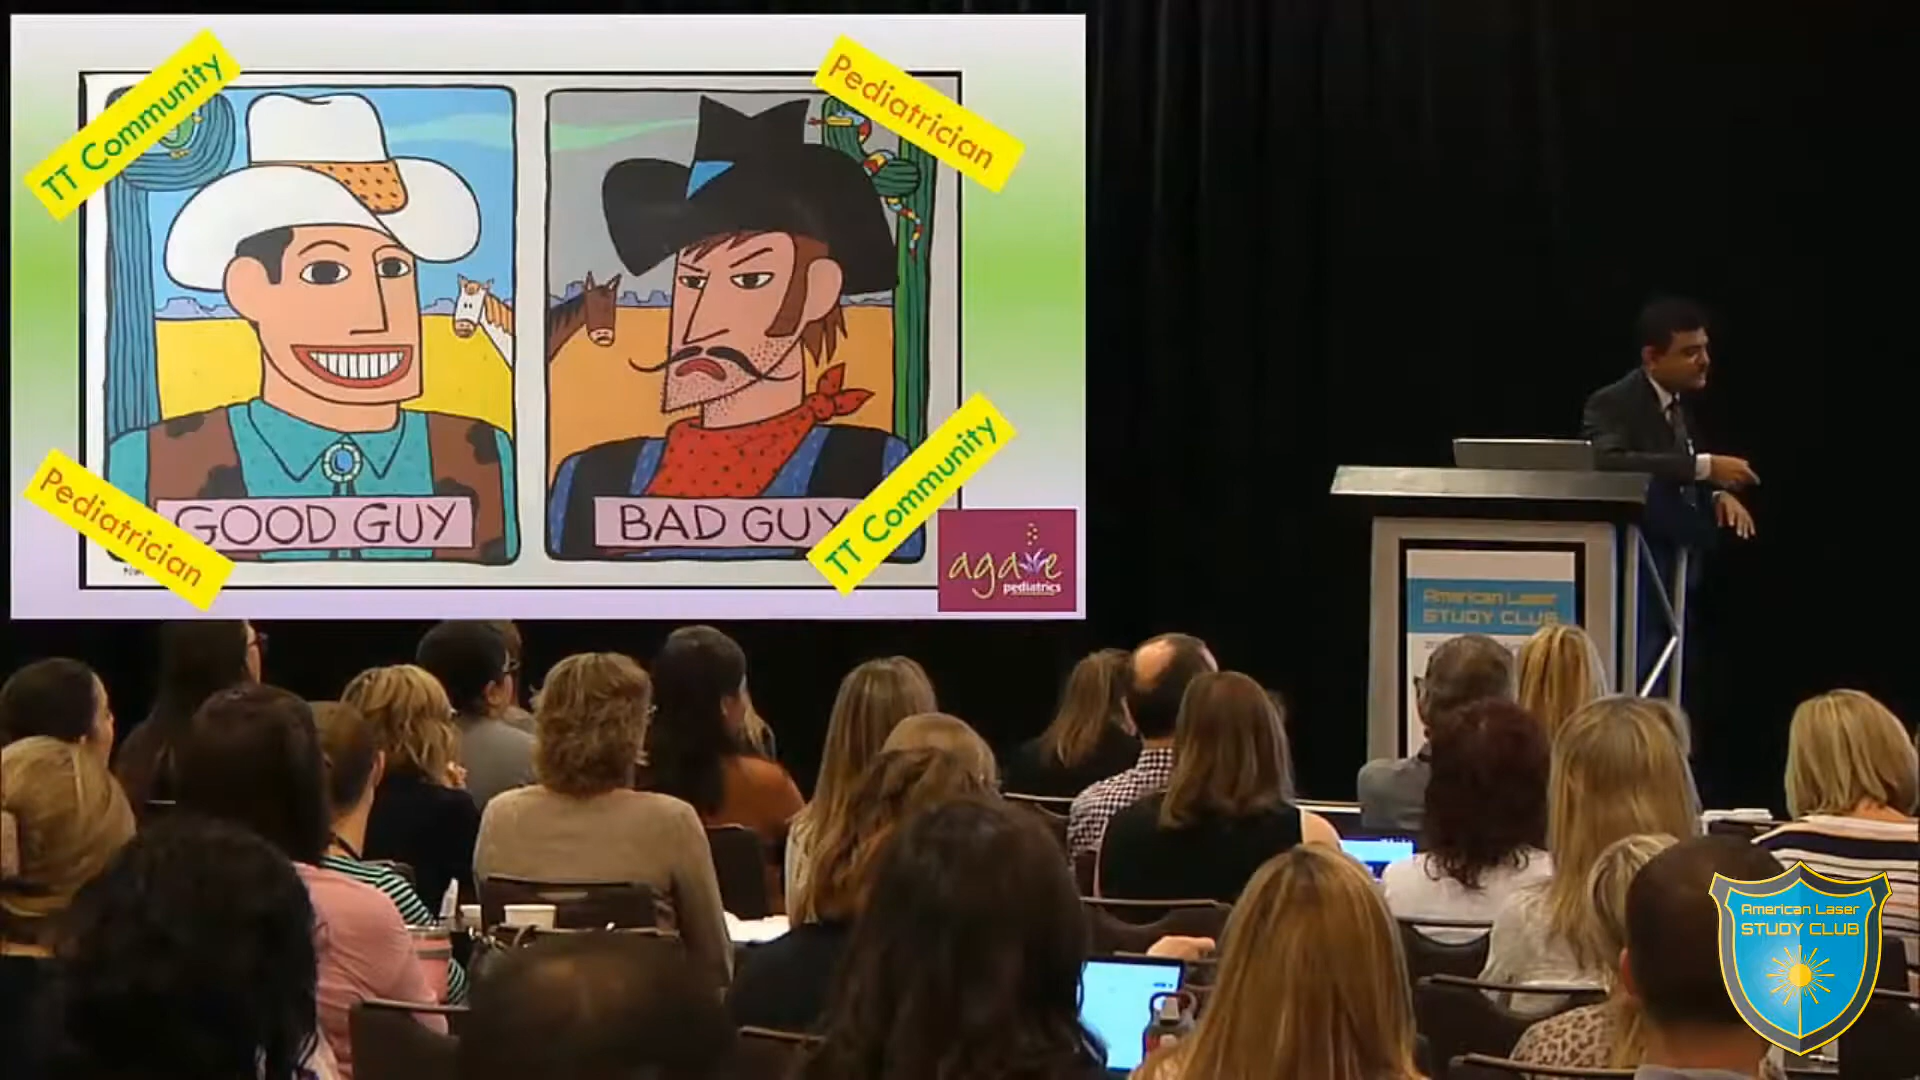 TT Community
Pediatrician
Pediatrician
GOOD GUY
BAD GUY
TT Community
agave
pediatrics
American Laser
STUDY CLUB
American Laser
STUDY CLUB